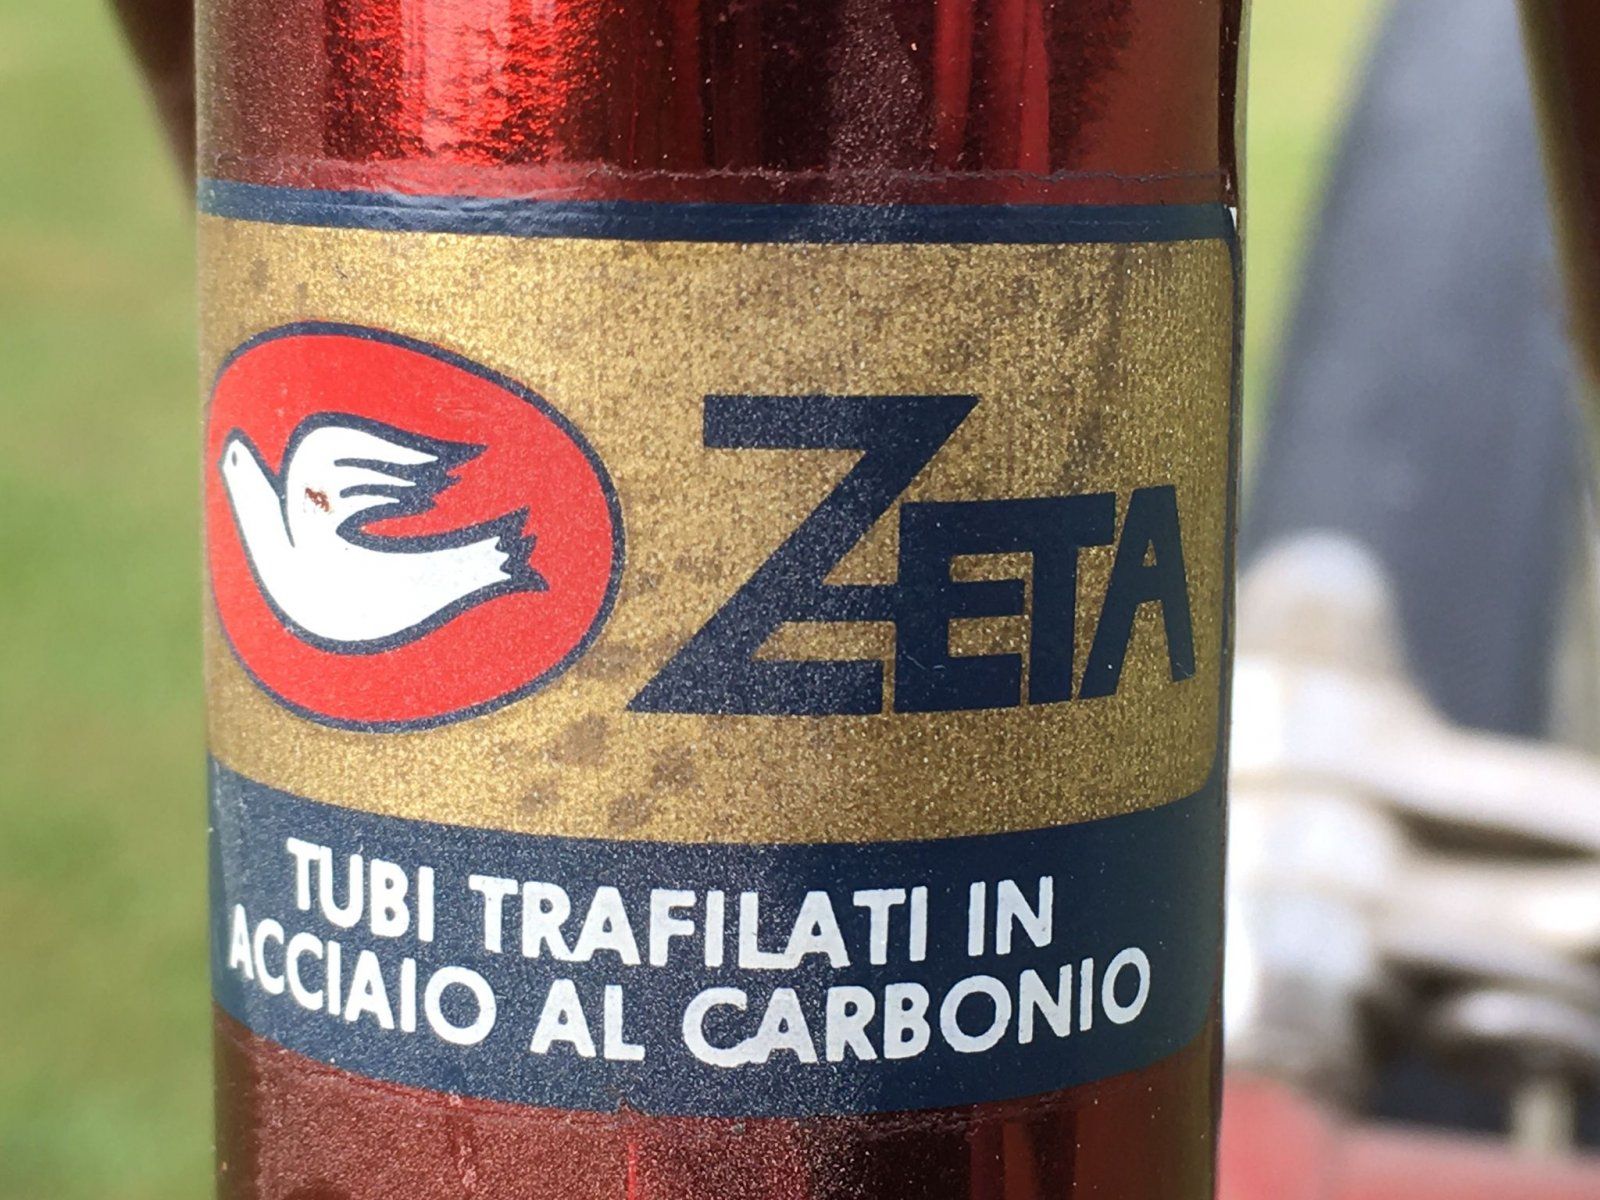 ZETA
TUBI TRAFILATI IN
ACCIAIO AL CARBONIO